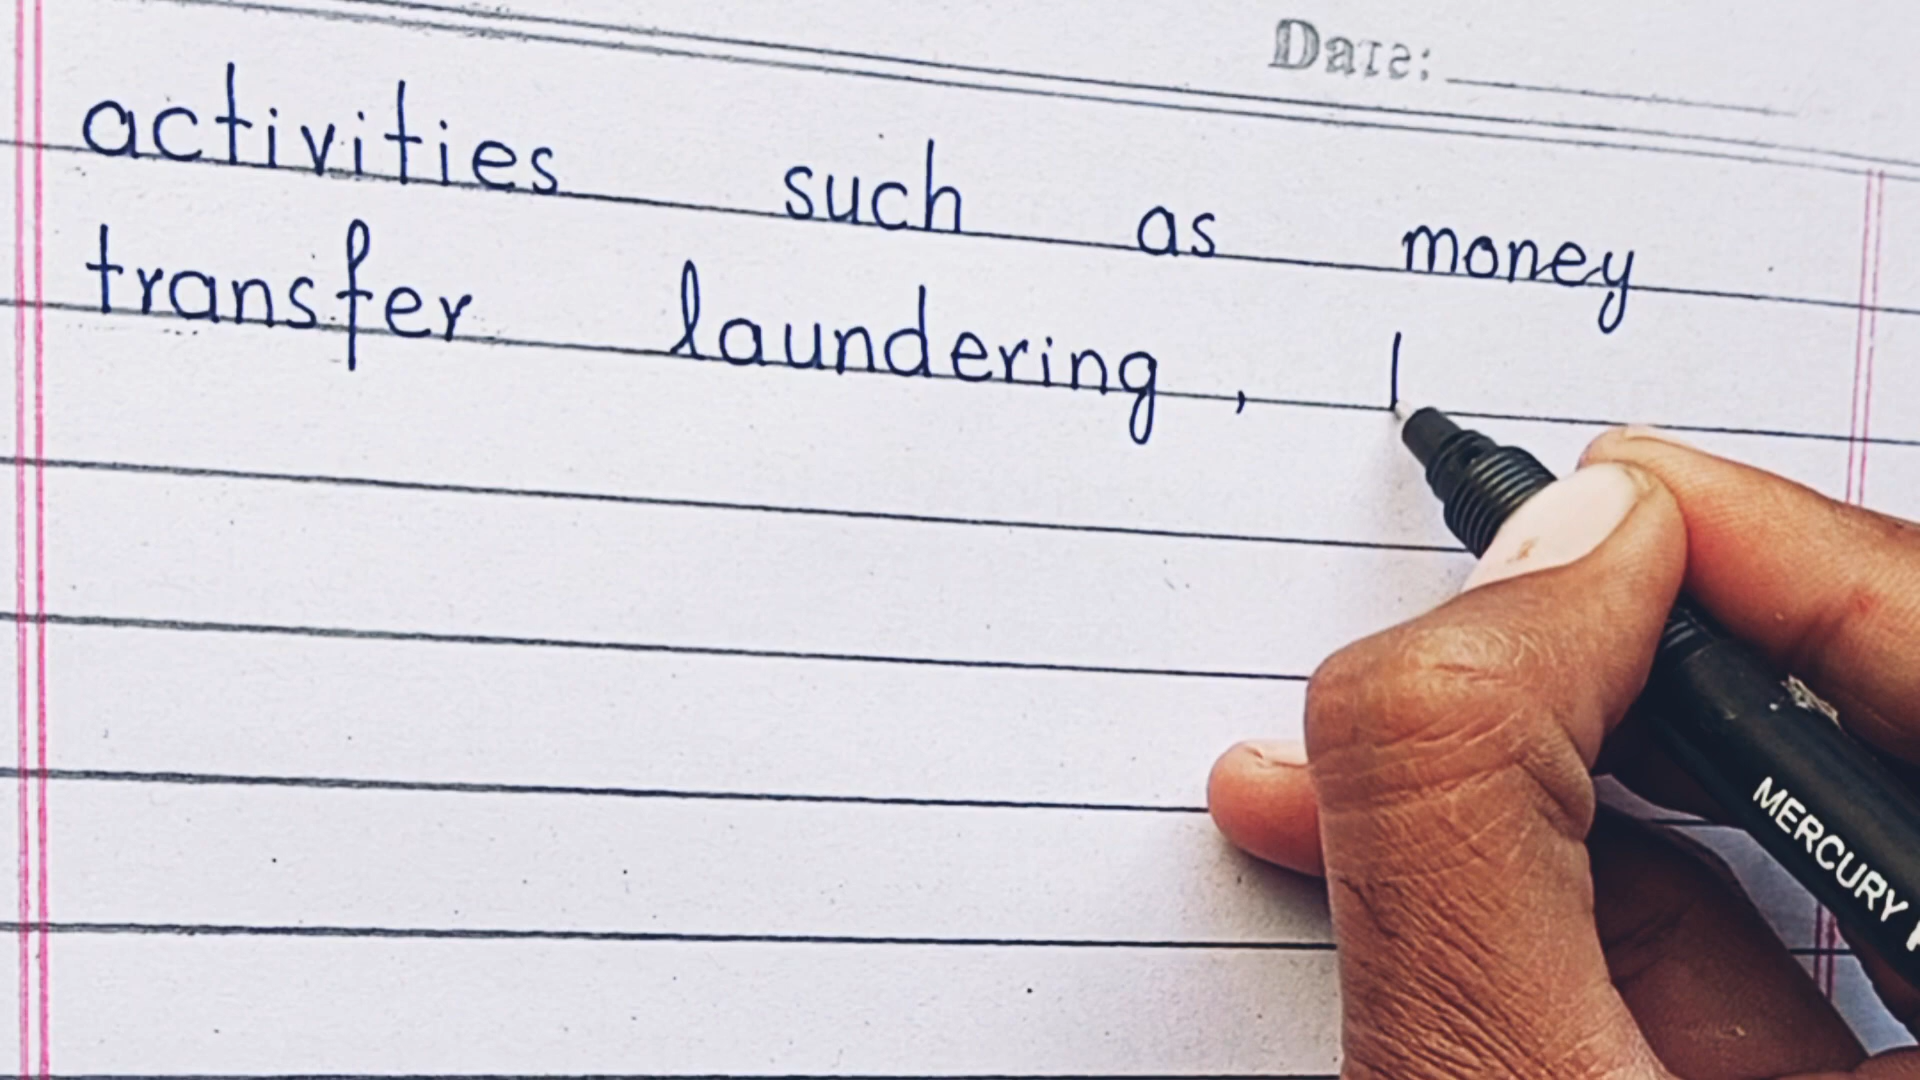 Date:
activities such as money
transfer laundering, l
MERCURY